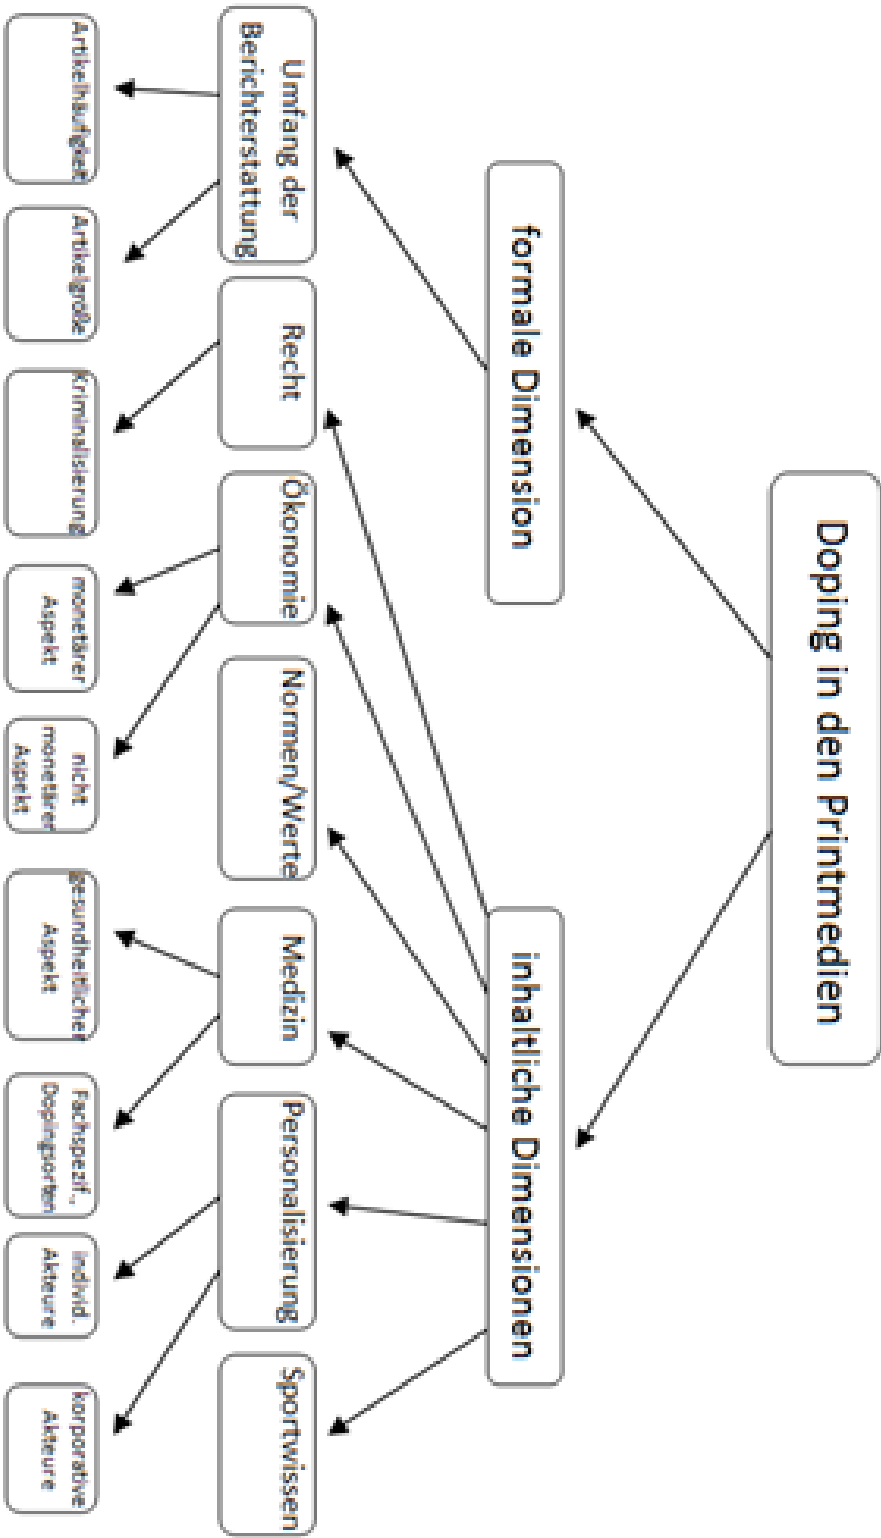 Doping in den Printmedien
formale Dimension
inhaltliche Dimensionen
Umfang der
Berichterstattung
Recht
Ökonomie
Normen/Werte
Medizin
Personalisierung
Sportwissen
Artikelhäufigkeit
Artikelgröße
Kriminalisierung
monetärer
Aspekt
nicht
monetärer
Aspekt
gesundheitlicher
Aspekt
Fachspezif.,
Dopingsorten
individ.
Akteure
korporative
Akteure